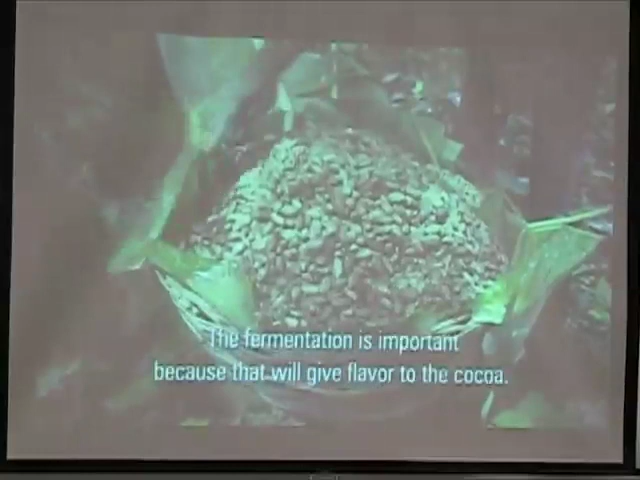 The fermentation is important
because that will give flavor to the cocoa.